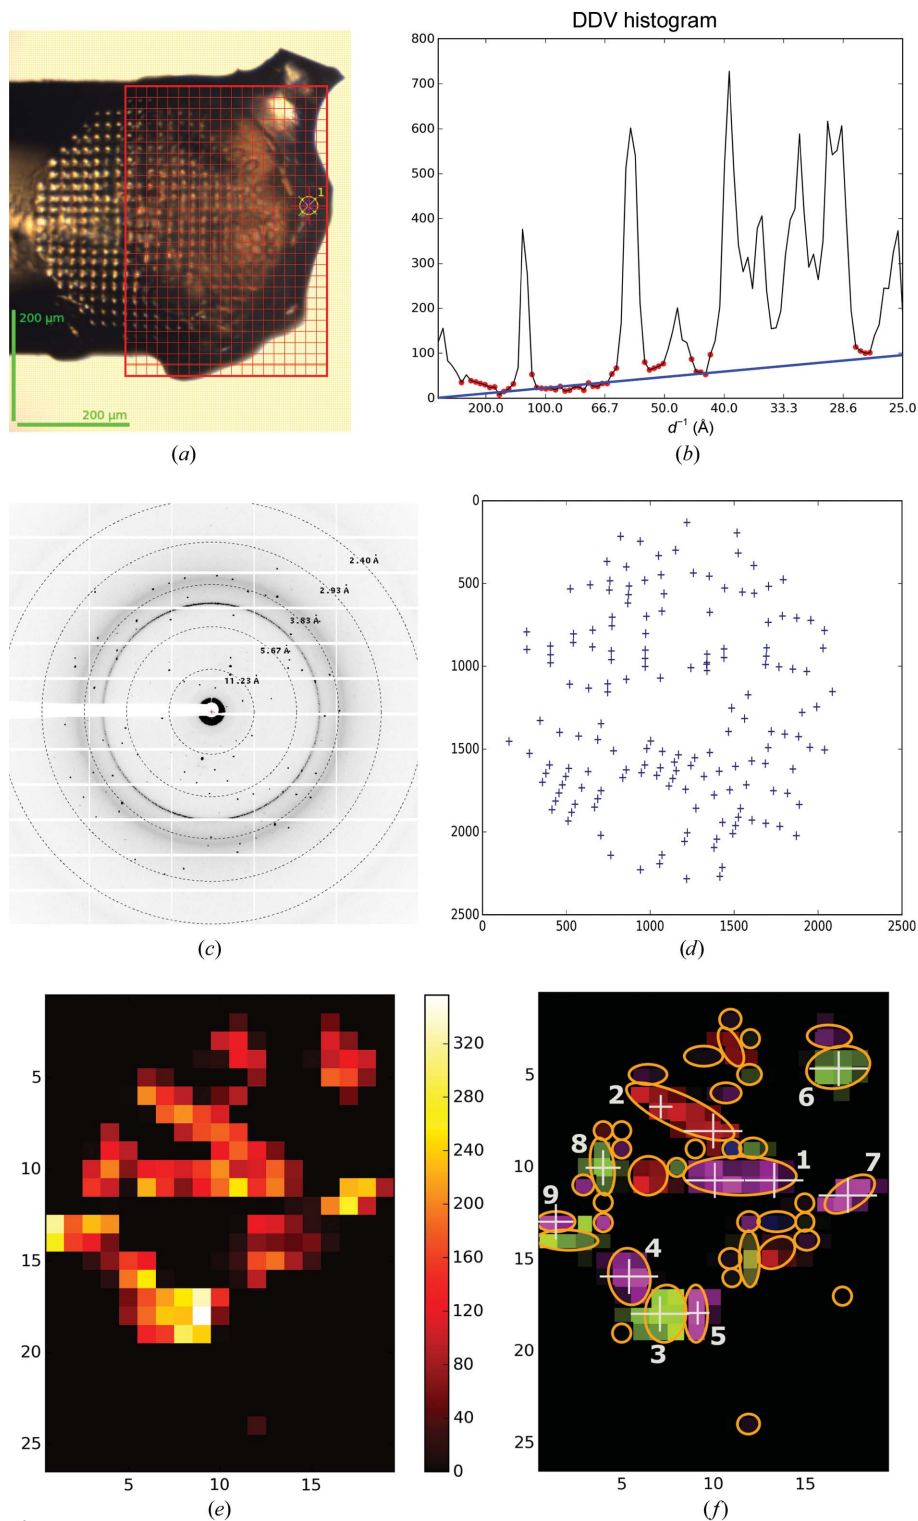 DDV histogram
1
200 μm
200 μm
(a)
800
700
600
500
400
300
200
100
0
200.0 100.0 66.7 50.0 40.0 33.3 28.6 25.0
d⁻¹ (Å)
(b)
2.40 Å
2.93 Å
3.83 Å
5.67 Å
11.23 Å
(c)
0
500
1000
1500
2000
2500
0 500 1000 1500 2000 2500
(d)
5
10
15
20
25
5 10 15
320
280
240
200
160
120
80
40
0
(e)
5
10
15
20
25
5 10 15
2
6
8
1
7
9
4
3
5
(f)